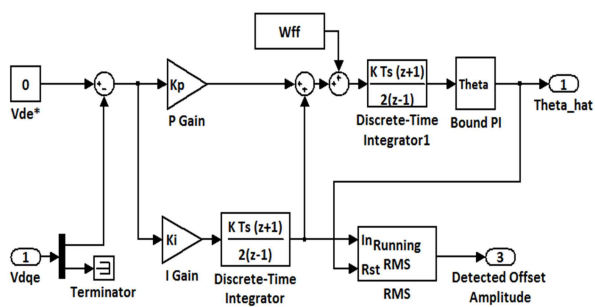 Wff
0
Vde*
+
-
Kp
P Gain
+
+
+
+
K Ts (z+1)
2(z-1)
Discrete-Time
Integrator1
Theta
Bound PI
1
Theta_hat
1
Vdqe
Terminator
Ki
I Gain
K Ts (z+1)
2(z-1)
Discrete-Time
Integrator
In
Running
RMS
Rst
RMS
3
Detected Offset
Amplitude